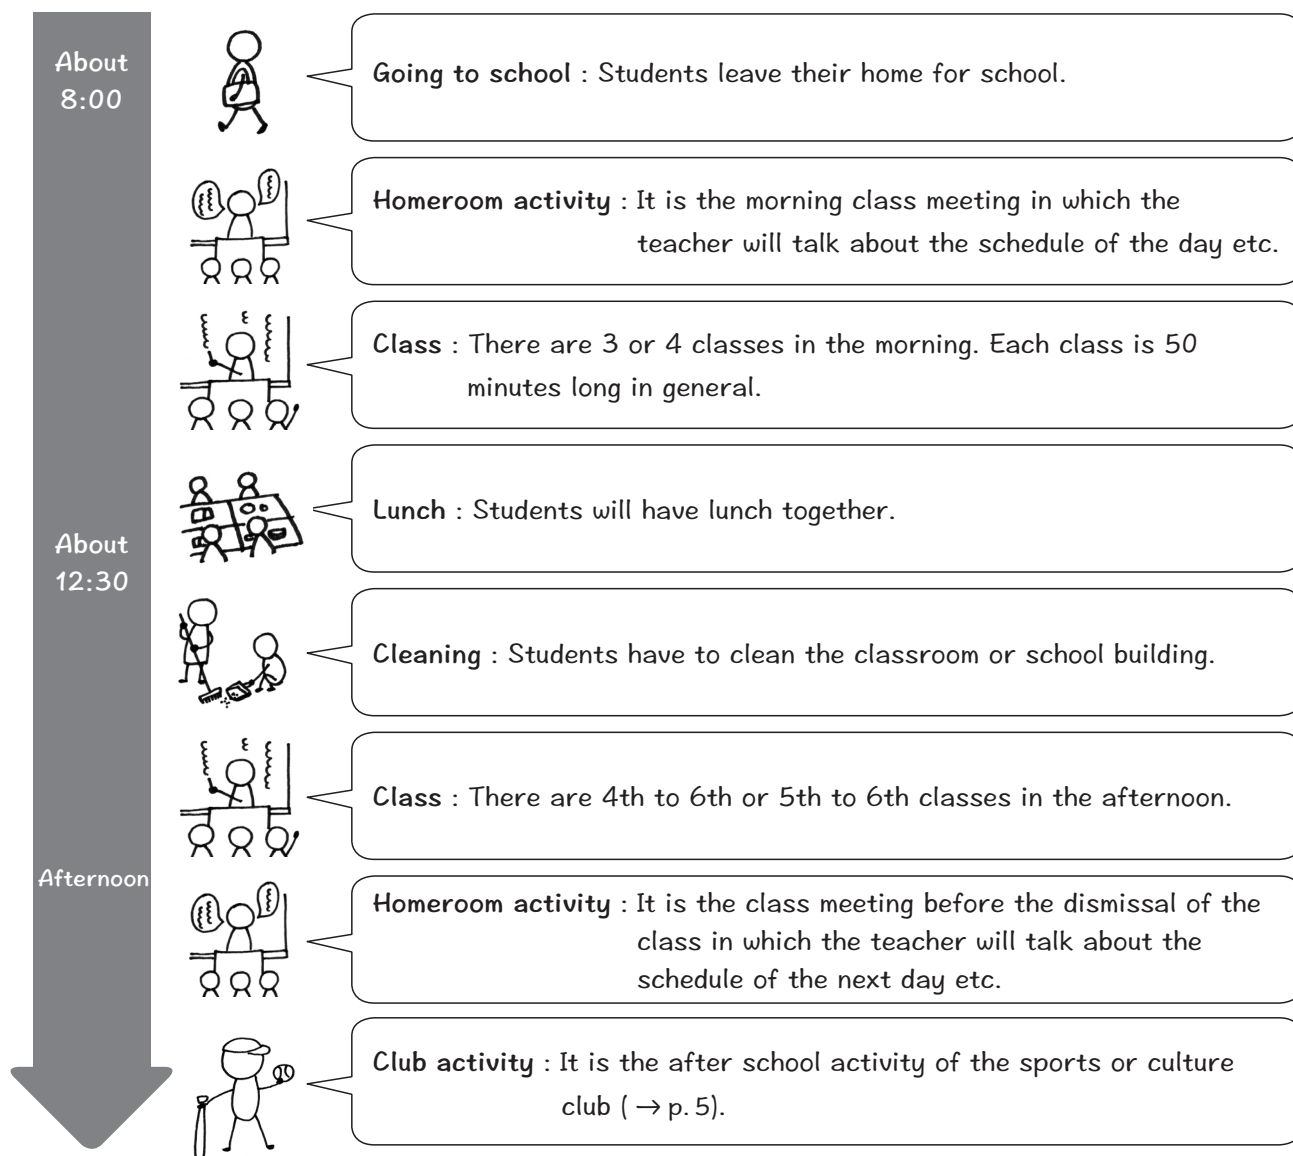 About
8:00
Going to school : Students leave their home for school.
Homeroom activity : It is the morning class meeting in which the
teacher will talk about the schedule of the day etc.
Class : There are 3 or 4 classes in the morning. Each class is 50
minutes long in general.
Lunch : Students will have lunch together.
About
12:30
Cleaning : Students have to clean the classroom or school building.
Class : There are 4th to 6th or 5th to 6th classes in the afternoon.
Afternoon
Homeroom activity : It is the class meeting before the dismissal of the
class in which the teacher will talk about the
schedule of the next day etc.
Club activity : It is the after school activity of the sports or culture
club ( → p. 5).